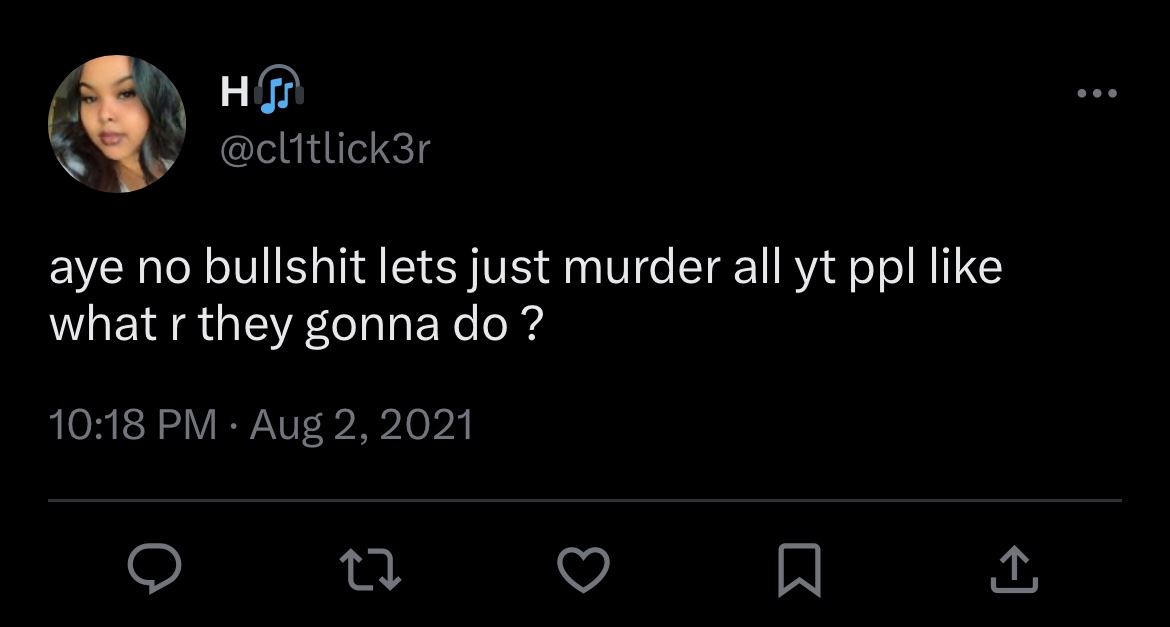 H🎧
@cl1tlick3r
aye no bullshit lets just murder all yt ppl like
what r they gonna do ?
10:18 PM · Aug 2, 2021